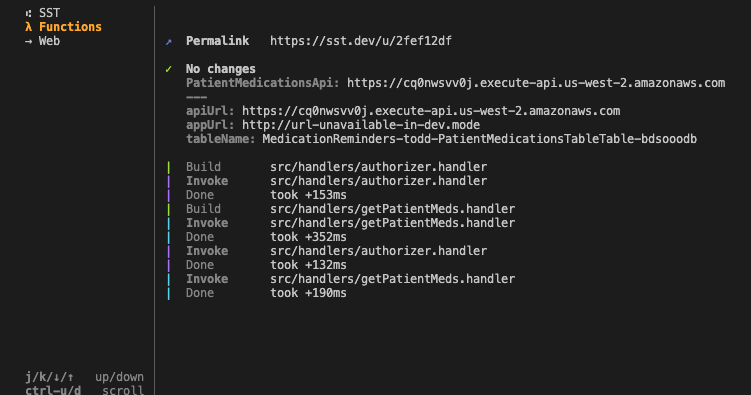 ⑆ SST
λ Functions
→ Web
↗ Permalink https://sst.dev/u/2fef12df
✓ No changes
PatientMedicationsApi: https://cq0nwsvv0j.execute-api.us-west-2.amazonaws.com
---
apiUrl: https://cq0nwsvv0j.execute-api.us-west-2.amazonaws.com
appUrl: http://url-unavailable-in-dev.mode
tableName: MedicationReminders-todd-PatientMedicationsTableTable-bdsooodb
| Build src/handlers/authorizer.handler
| Invoke src/handlers/authorizer.handler
| Done took +153ms
| Build src/handlers/getPatientMeds.handler
| Invoke src/handlers/getPatientMeds.handler
| Done took +352ms
| Invoke src/handlers/authorizer.handler
| Done took +132ms
| Invoke src/handlers/getPatientMeds.handler
| Done took +190ms
j/k/↓/↑ up/down
ctrl-u/d scroll